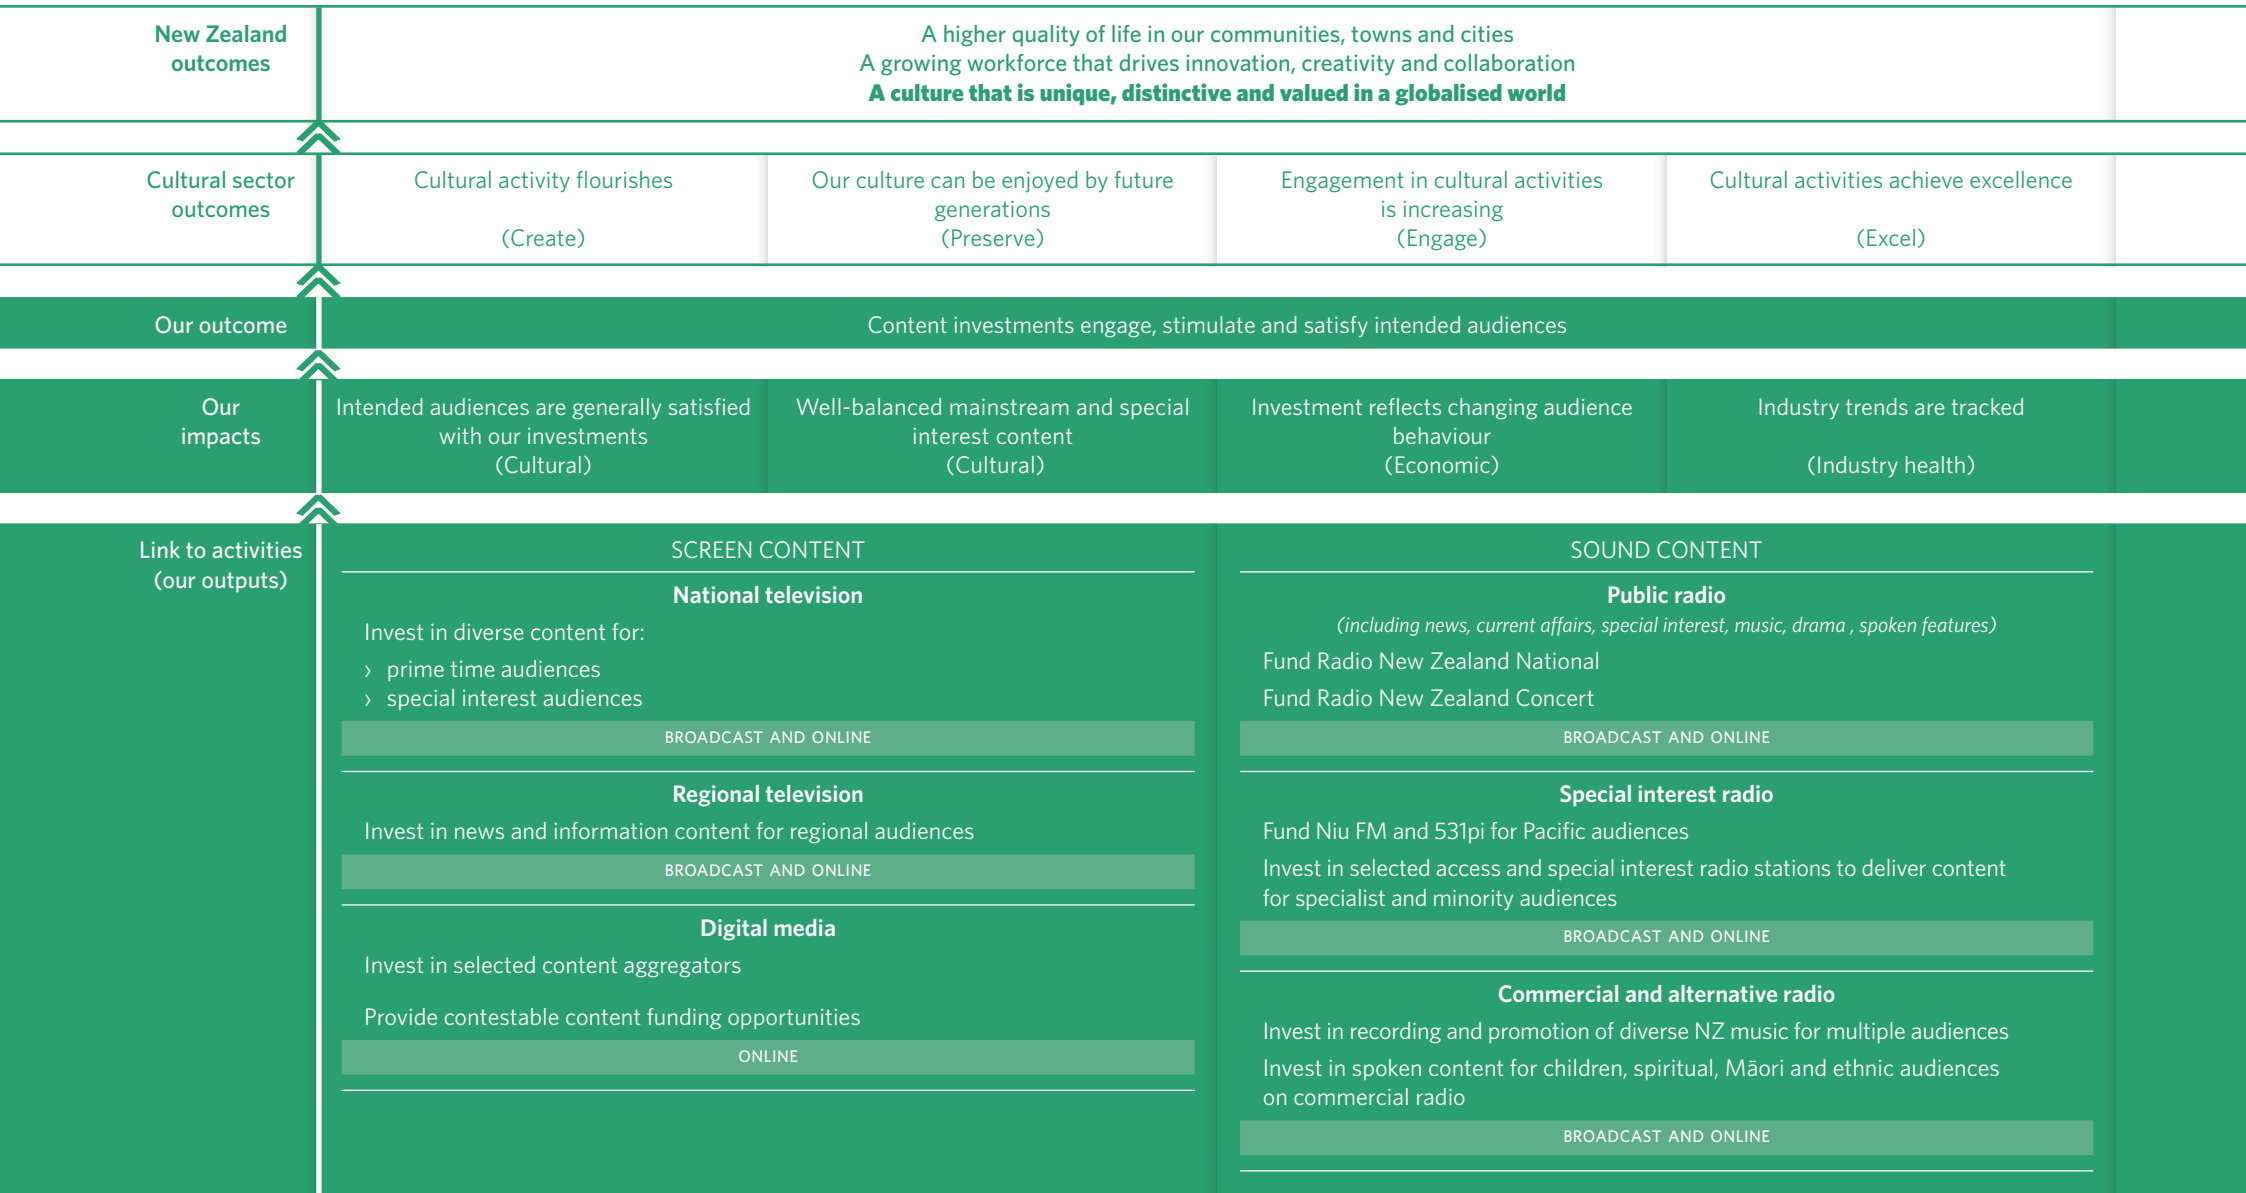 New Zealand
outcomes
A higher quality of life in our communities, towns and cities
A growing workforce that drives innovation, creativity and collaboration
A culture that is unique, distinctive and valued in a globalised world
Cultural sector
outcomes
Cultural activity flourishes
(Create)
Our culture can be enjoyed by future
generations
(Preserve)
Engagement in cultural activities
is increasing
(Engage)
Cultural activities achieve excellence
(Excel)
Our outcome
Content investments engage, stimulate and satisfy intended audiences
Our
impacts
Intended audiences are generally satisfied
with our investments
(Cultural)
Well-balanced mainstream and special
interest content
(Cultural)
Investment reflects changing audience
behaviour
(Economic)
Industry trends are tracked
(Industry health)
Link to activities
(our outputs)
SCREEN CONTENT
National television
Invest in diverse content for:
› prime time audiences
› special interest audiences
BROADCAST AND ONLINE
Regional television
Invest in news and information content for regional audiences
BROADCAST AND ONLINE
Digital media
Invest in selected content aggregators
Provide contestable content funding opportunities
ONLINE
SOUND CONTENT
Public radio
(including news, current affairs, special interest, music, drama , spoken features)
Fund Radio New Zealand National
Fund Radio New Zealand Concert
BROADCAST AND ONLINE
Special interest radio
Fund Niu FM and 531pi for Pacific audiences
Invest in selected access and special interest radio stations to deliver content
for specialist and minority audiences
BROADCAST AND ONLINE
Commercial and alternative radio
Invest in recording and promotion of diverse NZ music for multiple audiences
Invest in spoken content for children, spiritual, Māori and ethnic audiences
on commercial radio
BROADCAST AND ONLINE